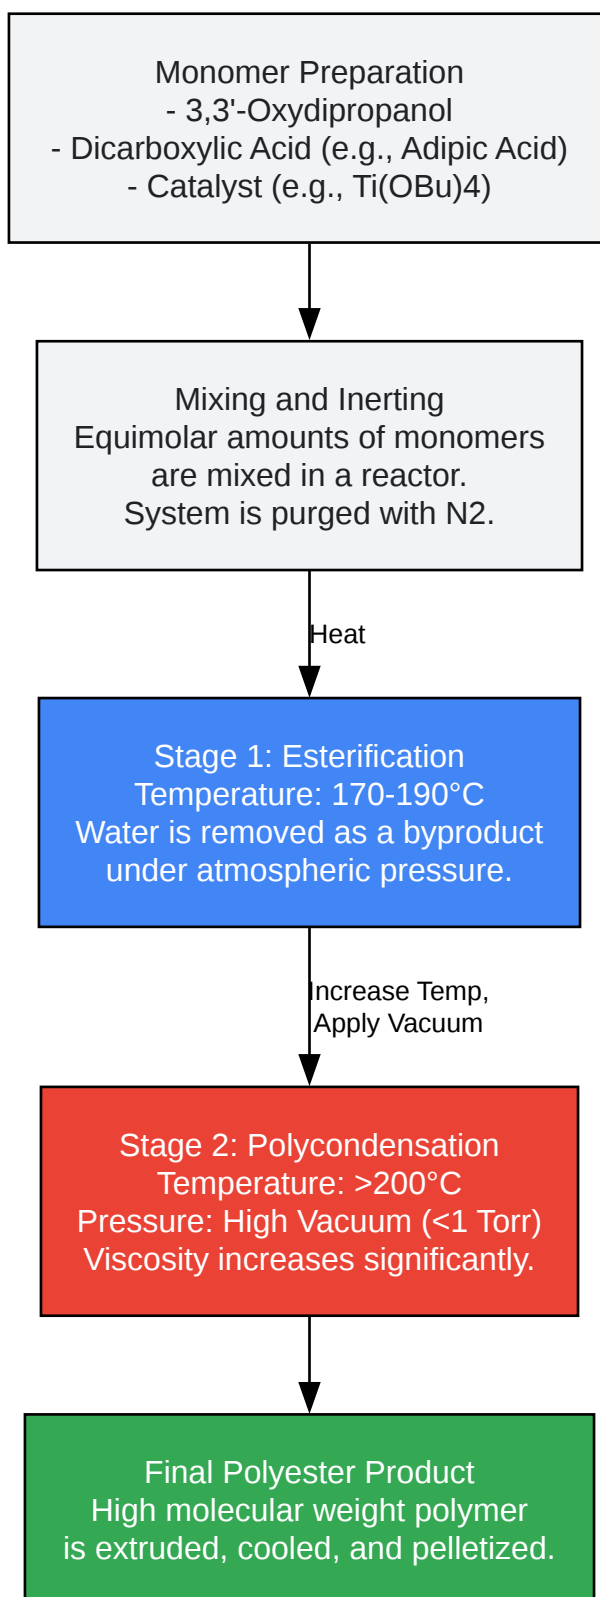 Monomer Preparation
- 3,3'-Oxydipropanol
- Dicarboxylic Acid (e.g., Adipic Acid)
- Catalyst (e.g., Ti(OBu)4)
Mixing and Inerting
Equimolar amounts of monomers
are mixed in a reactor.
System is purged with N2.
Heat
Stage 1: Esterification
Temperature: 170-190°C
Water is removed as a byproduct
under atmospheric pressure.
Increase Temp,
Apply Vacuum
Stage 2: Polycondensation
Temperature: >200°C
Pressure: High Vacuum (<1 Torr)
Viscosity increases significantly.
Final Polyester Product
High molecular weight polymer
is extruded, cooled, and pelletized.